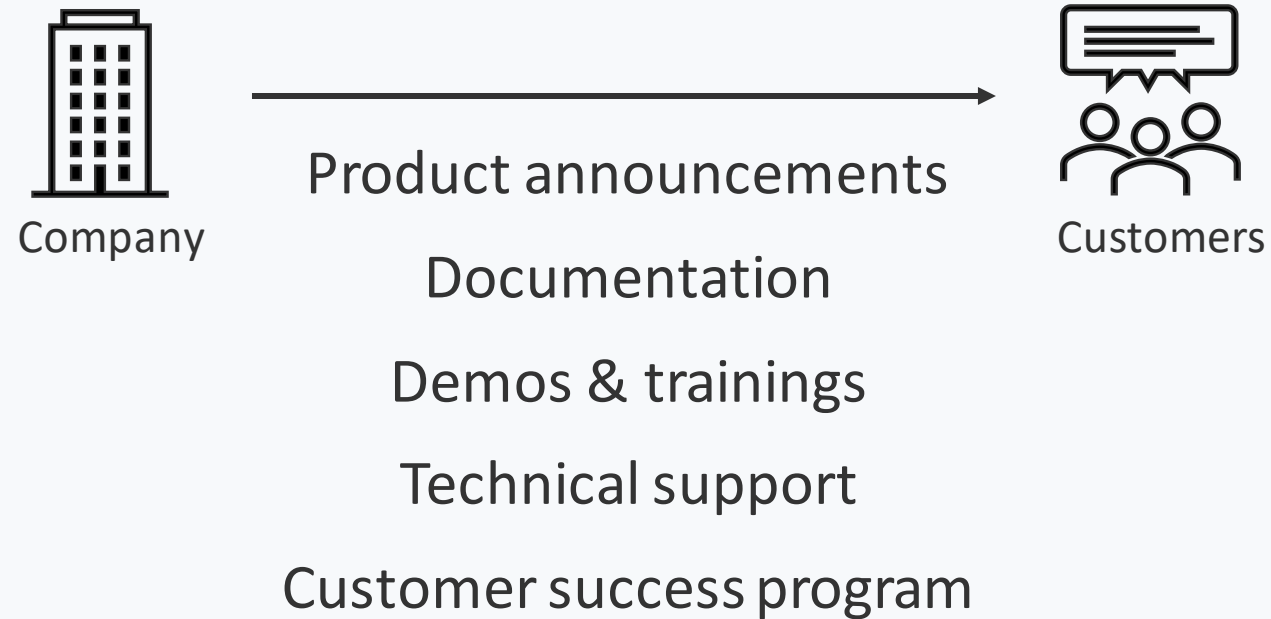 Company
Customers
Product announcements
Documentation
Demos & trainings
Technical support
Customer success program